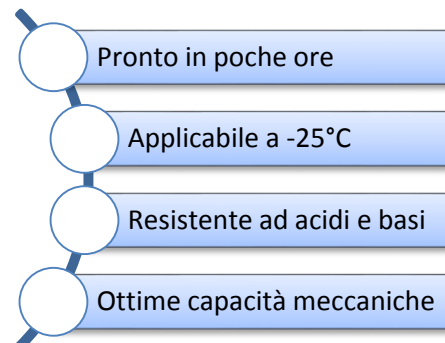 Pronto in poche ore
Applicabile a -25°C
Resistente ad acidi e basi
Ottime capacità meccaniche